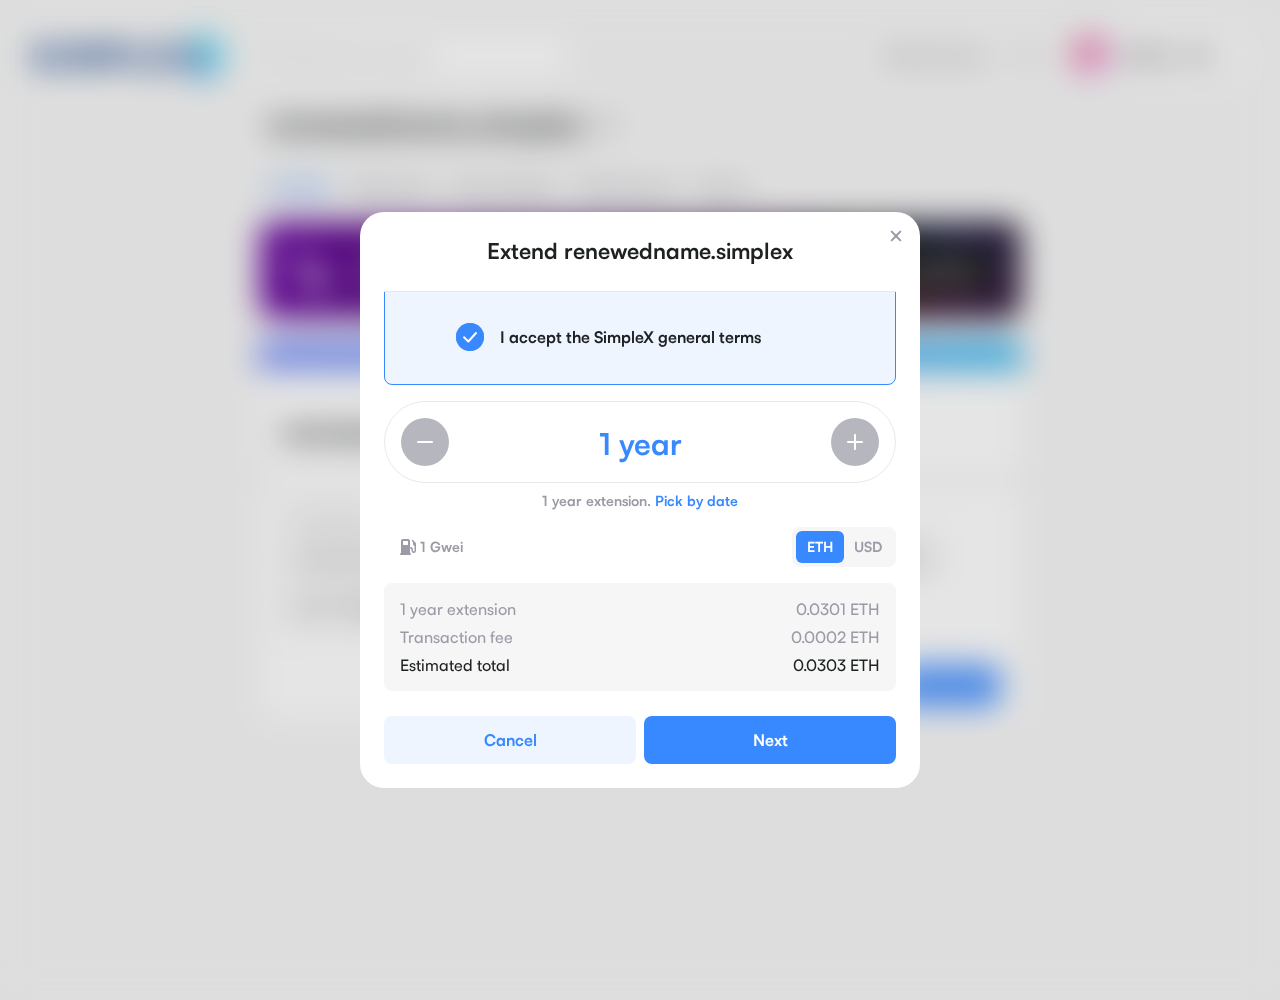 Extend renewedname.simplex
I accept the SimpleX general terms
1 year
1 year extension. Pick by date
1 Gwei
ETH USD
1 year extension 0.0301 ETH
Transaction fee 0.0002 ETH
Estimated total 0.0303 ETH
Cancel Next